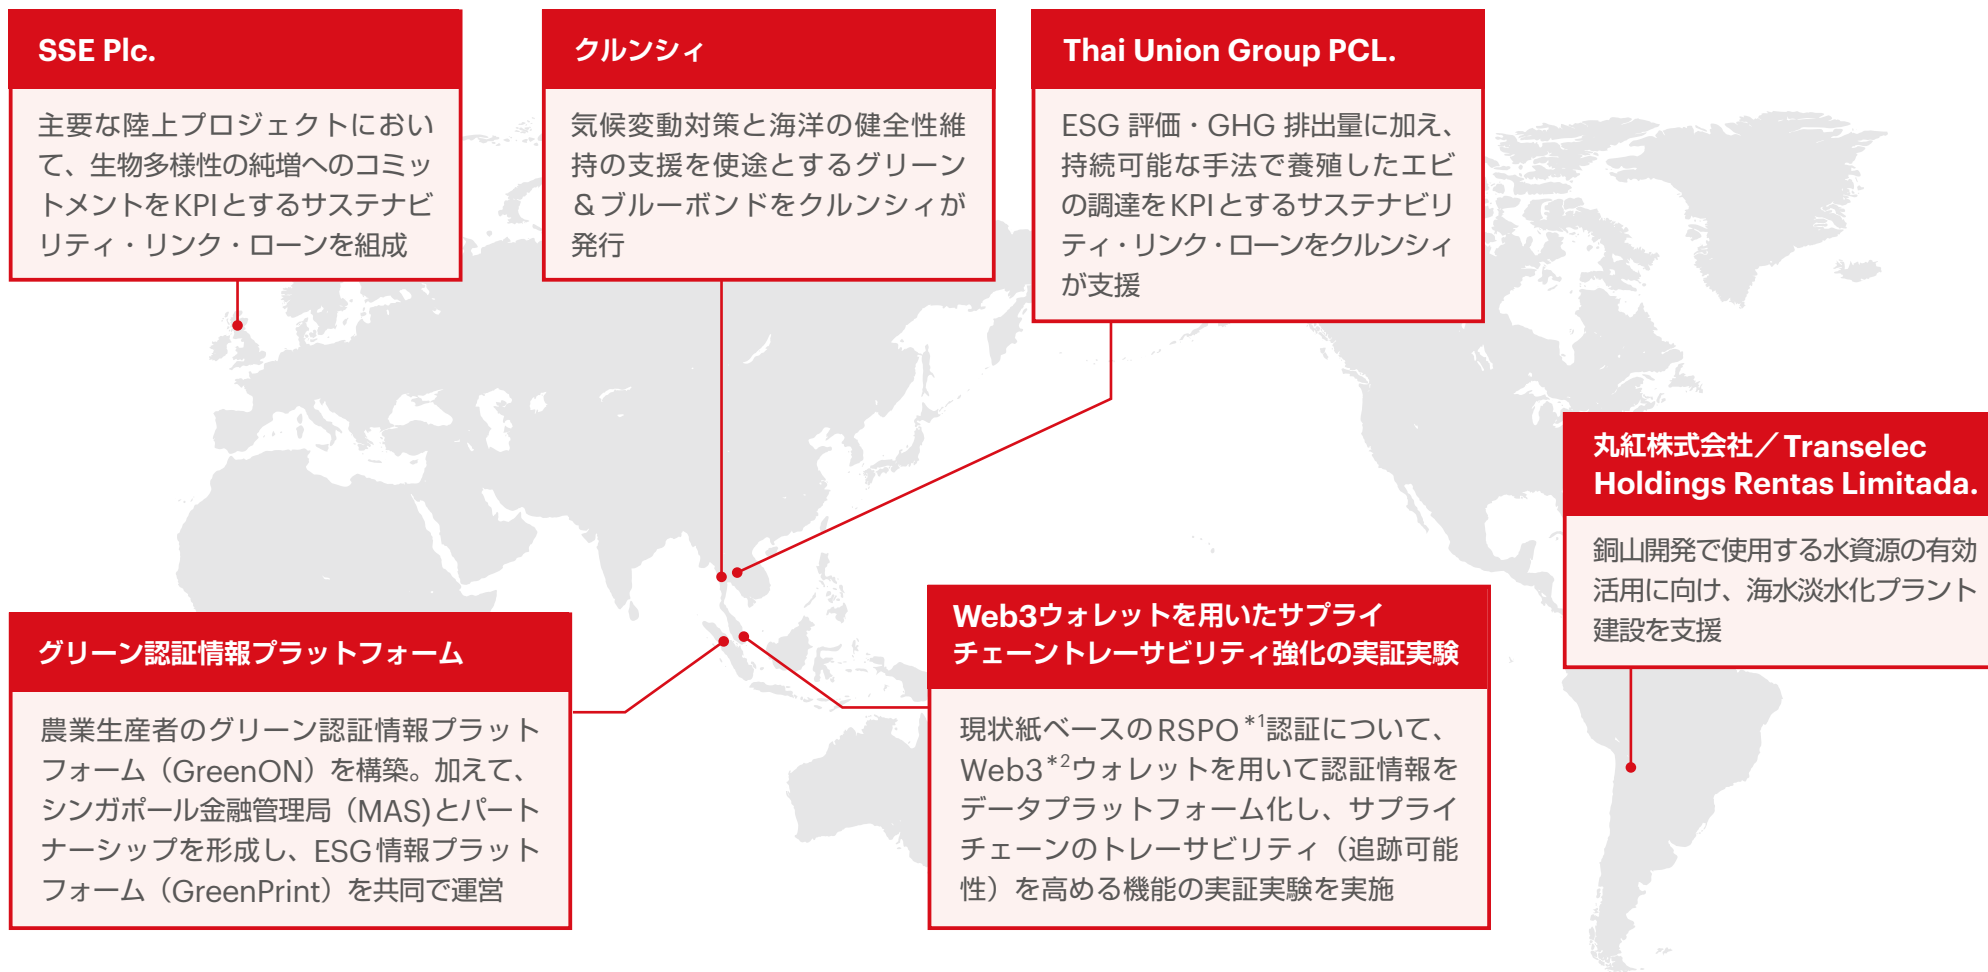 SSE Plc.
主要な陸上プロジェクトにおい
て、生物多様性の純増へのコミッ
トメントをKPIとするサステナビ
リティ・リンク・ローンを組成
クルンシィ
気候変動対策と海洋の健全性維
持の支援を使途とするグリーン
＆ブルーボンドをクルンシィが
発行
Thai Union Group PCL.
ESG 評価・GHG 排出量に加え、
持続可能な手法で養殖したエビ
の調達をKPIとするサステナビリ
ティ・リンク・ローンをクルンシィ
が支援
丸紅株式会社／Transelec
Holdings Rentas Limitada.
銅山開発で使用する水資源の有効
活用に向け、海水淡水化プラント
建設を支援
グリーン認証情報プラットフォーム
農業生産者のグリーン認証情報プラット
フォーム（GreenON）を構築。加えて、
シンガポール金融管理局（MAS)とパート
ナーシップを形成し、ESG情報プラット
フォーム（GreenPrint）を共同で運営
Web3ウォレットを用いたサプライ
チェーントレーサビリティ強化の実証実験
現状紙ベースのRSPO*1認証について、
Web3*2ウォレットを用いて認証情報を
データプラットフォーム化し、サプライ
チェーンのトレーサビリティ（追跡可能
性）を高める機能の実証実験を実施